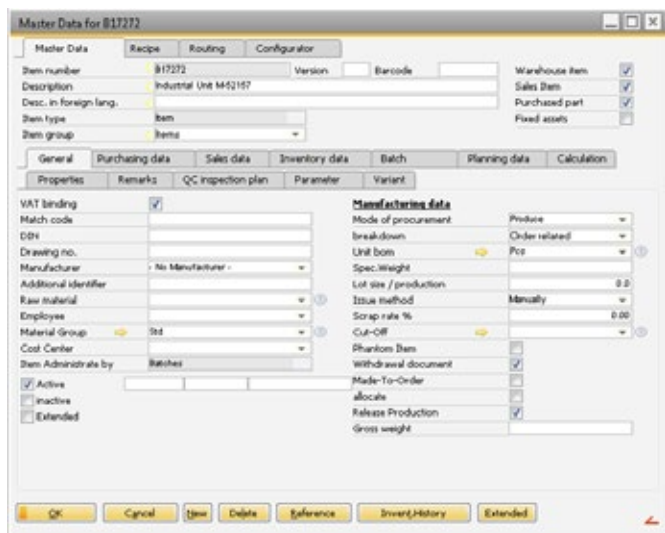 Master Data for 817272
Master Data Recipe Routing Configurator
Item number 817272 Version Barcode Warehouse item
Description Industrial Unit M-52157 Sales Item
Desc. in foreign lang. Purchased part
Item type Item Fixed assets
Item group Items
General Purchasing data Sales data Inventory data Batch Planning data Calculation
Properties Remarks QC inspection plan Parameter Variant
VAT binding Manufacturing data
Match code Mode of procurement Produce
DIN breakdown Order related
Drawing no. Unit bom Pcs
Manufacturer - No Manufacturer - Spec.Weight
Additional identifier Lot size / production 0.0
Raw material Issue method Manually
Employee Scrap rate % 0.00
Material Group Std Cut-Off
Cost Center Phantom Item
Item Administrate by Batches Withdrawal document
Active Made-To-Order
inactive allocate
Extended Release Production
Gross weight
OK Cancel New Delete Reference Invent.History Extended